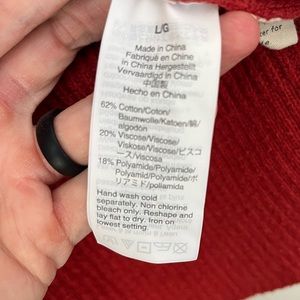 L/G
Made in China
Fabriqué en Chine
In China Hergestellt
Vervaardigd in China
中国製
Hecho en China
62% Cotton/Coton/
Baumwolle/Katoen/綿/
algodón
20% Viscose/Viscose/
Viskose/Viscose/ビスコ
ース/Viscosa
18% Polyamide/Polyamide/
Polyamid/Polyamide/ポ
リアミド/poliamida
Hand wash cold
separately. Non chlorine
bleach only. Reshape and
lay flat to dry. Iron on
lowest setting.